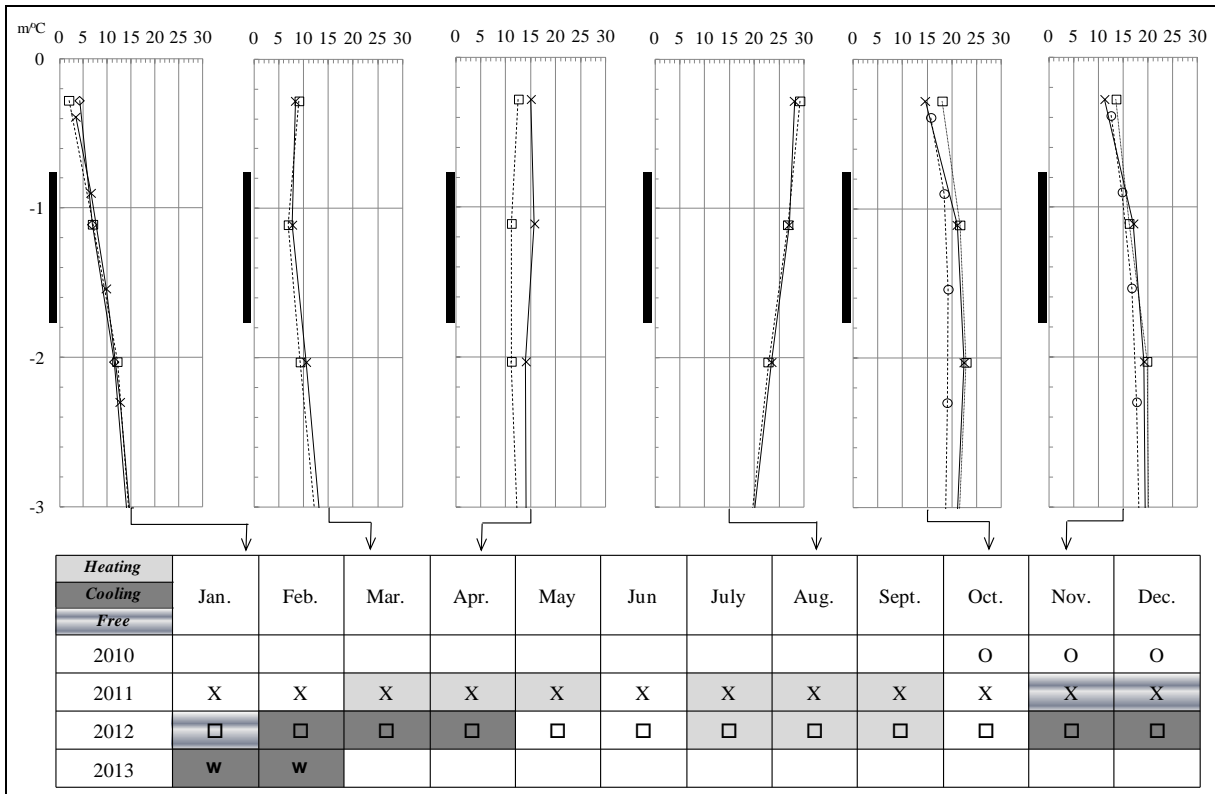 m/ºC 0 5 10 15 20 25 30 0 5 10 15 20 25 30 0 5 10 15 20 25 30 0 5 10 15 20 25 30 0 5 10 15 20 25 30 0 5 10 15 20 25 30
0
-1
-2
-3
Heating
Cooling
Free
Jan. Feb. Mar. Apr. May Jun July Aug. Sept. Oct. Nov. Dec.
2010 O O O
2011 X X X X X X X X X X X X
2012 □ □ □ □ □ □ □ □ □ □ □ □
2013 w w